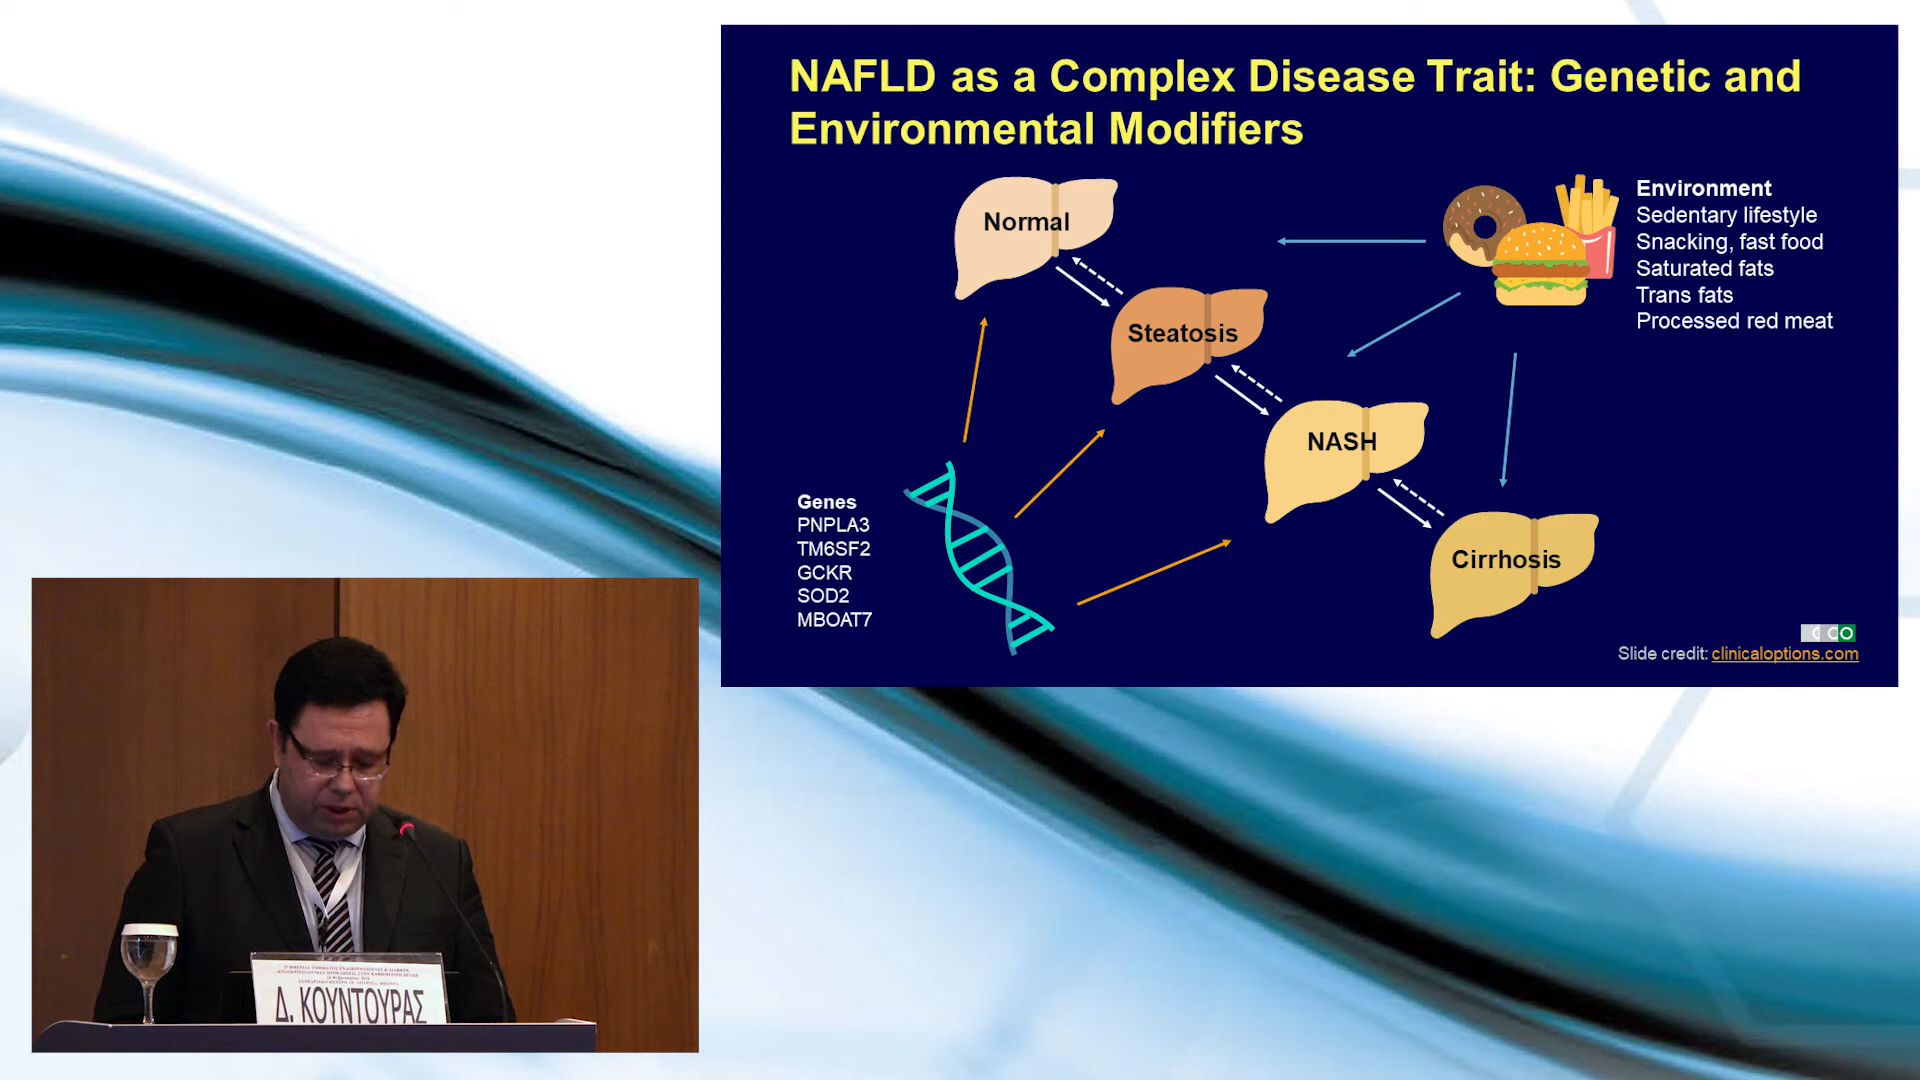 NAFLD as a Complex Disease Trait: Genetic and
Environmental Modifiers
Normal
Steatosis
NASH
Cirrhosis
Environment
Sedentary lifestyle
Snacking, fast food
Saturated fats
Trans fats
Processed red meat
Genes
PNPLA3
TM6SF2
GCKR
SOD2
MBOAT7
CCO
Slide credit: clinicaloptions.com
Δ. ΚΟΥΝΤΟΥΡΑΣ